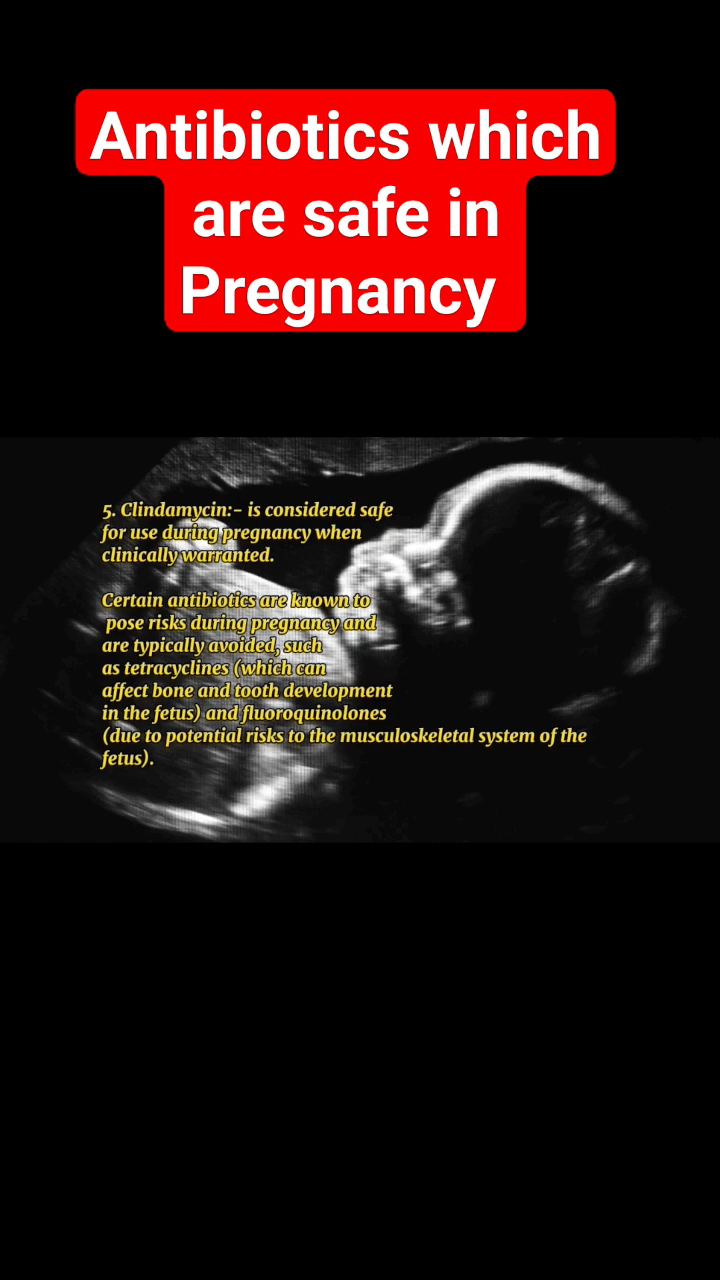 Antibiotics which
are safe in
Pregnancy
5. Clindamycin:- is considered safe
for use during pregnancy when
clinically warranted.
Certain antibiotics are known to
pose risks during pregnancy and
are typically avoided, such
as tetracyclines (which can
affect bone and tooth development
in the fetus) and fluoroquinolones
(due to potential risks to the musculoskeletal system of the
fetus).